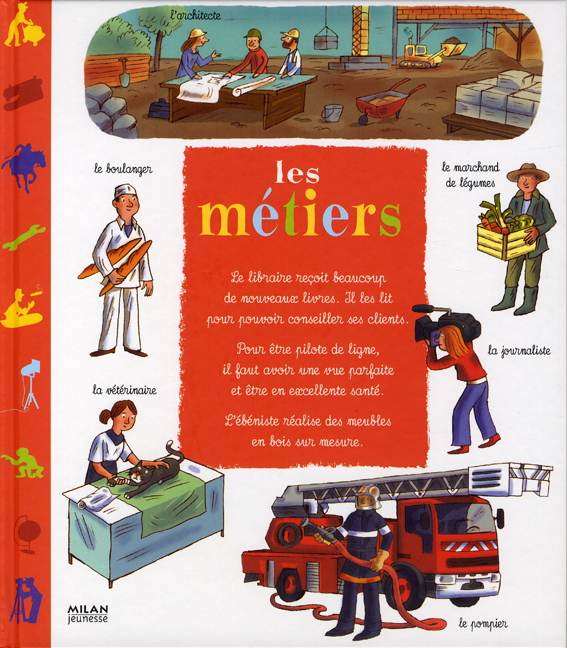 l'architecte
le boulanger
le marchand
de légumes
les
métiers
Le libraire reçoit beaucoup
de nouveaux livres. Il les lit
pour pouvoir conseiller ses clients.
Pour être pilote de ligne,
il faut avoir une vue parfaite
et être en excellente santé.
L'ébéniste réalise des meubles
en bois sur mesure.
la journaliste
la vétérinaire
le pompier
MILAN
jeunesse